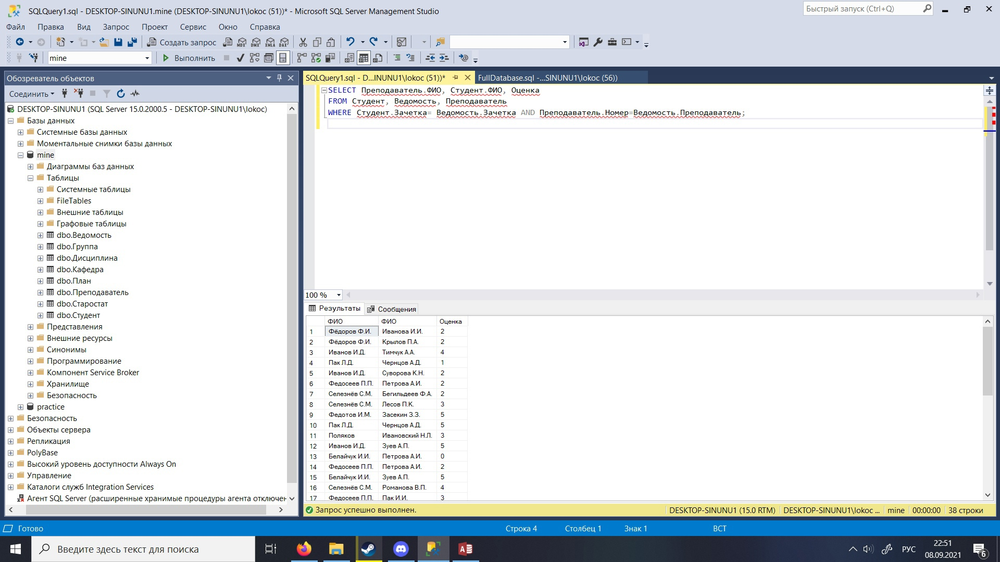 SQLQuery1.sql - DESKTOP-SINUNU1.mine (DESKTOP-SINUNU1\lokoc (51))* - Microsoft SQL Server Management Studio
Быстрый запуск (Ctrl+Q)
Файл Правка Вид Запрос Проект Сервис Окно Справка
Создать запрос MDX DMX XMLA DAX
mine Выполнить
Обозреватель объектов
Соединить
DESKTOP-SINUNU1 (SQL Server 15.0.2000.5 - DESKTOP-SINUNU1\lokoc)
Базы данных
Системные базы данных
Моментальные снимки базы данных
mine
Диаграммы баз данных
Таблицы
Системные таблицы
FileTables
Внешние таблицы
Графовые таблицы
dbo.Ведомость
dbo.Группа
dbo.Дисциплина
dbo.Кафедра
dbo.План
dbo.Преподаватель
dbo.Старостат
dbo.Студент
Представления
Внешние ресурсы
Синонимы
Программирование
Компонент Service Broker
Хранилище
Безопасность
practice
Безопасность
Объекты сервера
Репликация
PolyBase
Высокий уровень доступности Always On
Управление
Каталоги служб Integration Services
Агент SQL Server (расширенные хранимые процедуры агента отключен
SQLQuery1.sql - D...INUNU1\lokoc (51))* FullDatabase.sql -...SINUNU1\lokoc (56))
SELECT Преподаватель.ФИО, Студент.ФИО, Оценка
FROM Студент, Ведомость, Преподаватель
WHERE Студент.Зачетка= Ведомость.Зачетка AND Преподаватель.Номер=Ведомость.Преподаватель;
100 %
Результаты Сообщения
ФИО ФИО Оценка
1 Фёдоров Ф.И. Иванова И.И. 2
2 Фёдоров Ф.И. Крылов П.А. 2
3 Иванов И.Д. Тимчук А.А. 4
4 Пак Л.Д. Чернцов А.Д. 1
5 Иванов И.Д. Суворова К.Н. 2
6 Федосеев П.П. Петрова А.И. 2
7 Селезнёв С.М. Бегильдеев Ф.А. 2
8 Селезнёв С.М. Лесов П.К. 3
9 Федотов И.М. Засекин З.З. 5
10 Пак Л.Д. Чернцов А.Д. 5
11 Поляков Ивановский Н.Л. 3
12 Иванов И.Д. Зуев А.П. 5
13 Белайчук И.И. Петрова А.И. 0
14 Федосеев П.П. Петрова А.И. 2
15 Белайчук И.И. Зуев А.П. 5
16 Селезнёв С.М. Романова В.П. 4
17 Федосеев П.П. Пак И.И. 3
Запрос успешно выполнен. DESKTOP-SINUNU1 (15.0 RTM) DESKTOP-SINUNU1\lokoc ... mine 00:00:00 38 строки
Готово Строка 4 Столбец 1 Знак 1 ВСТ
Введите здесь текст для поиска РУС 22:51
08.09.2021 6